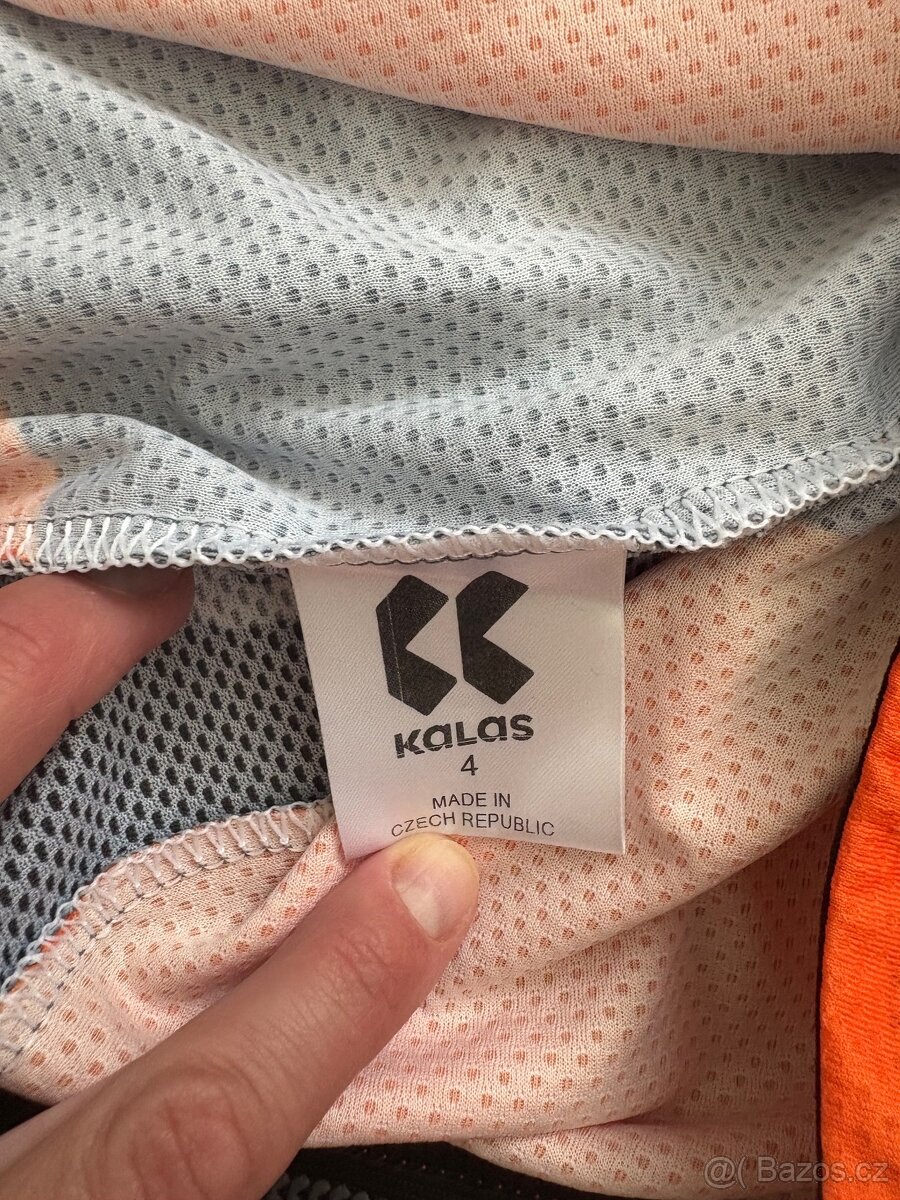 KALAS
4
MADE IN
CZECH REPUBLIC
@( Bazos.cz